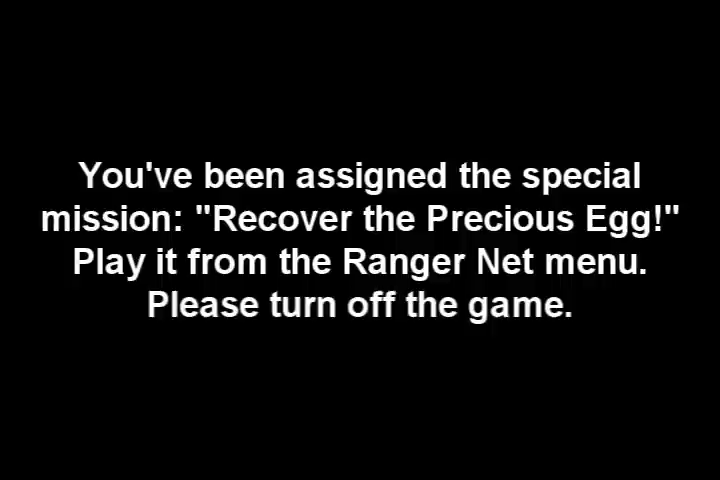 You've been assigned the special
mission: "Recover the Precious Egg!"
Play it from the Ranger Net menu.
Please turn off the game.